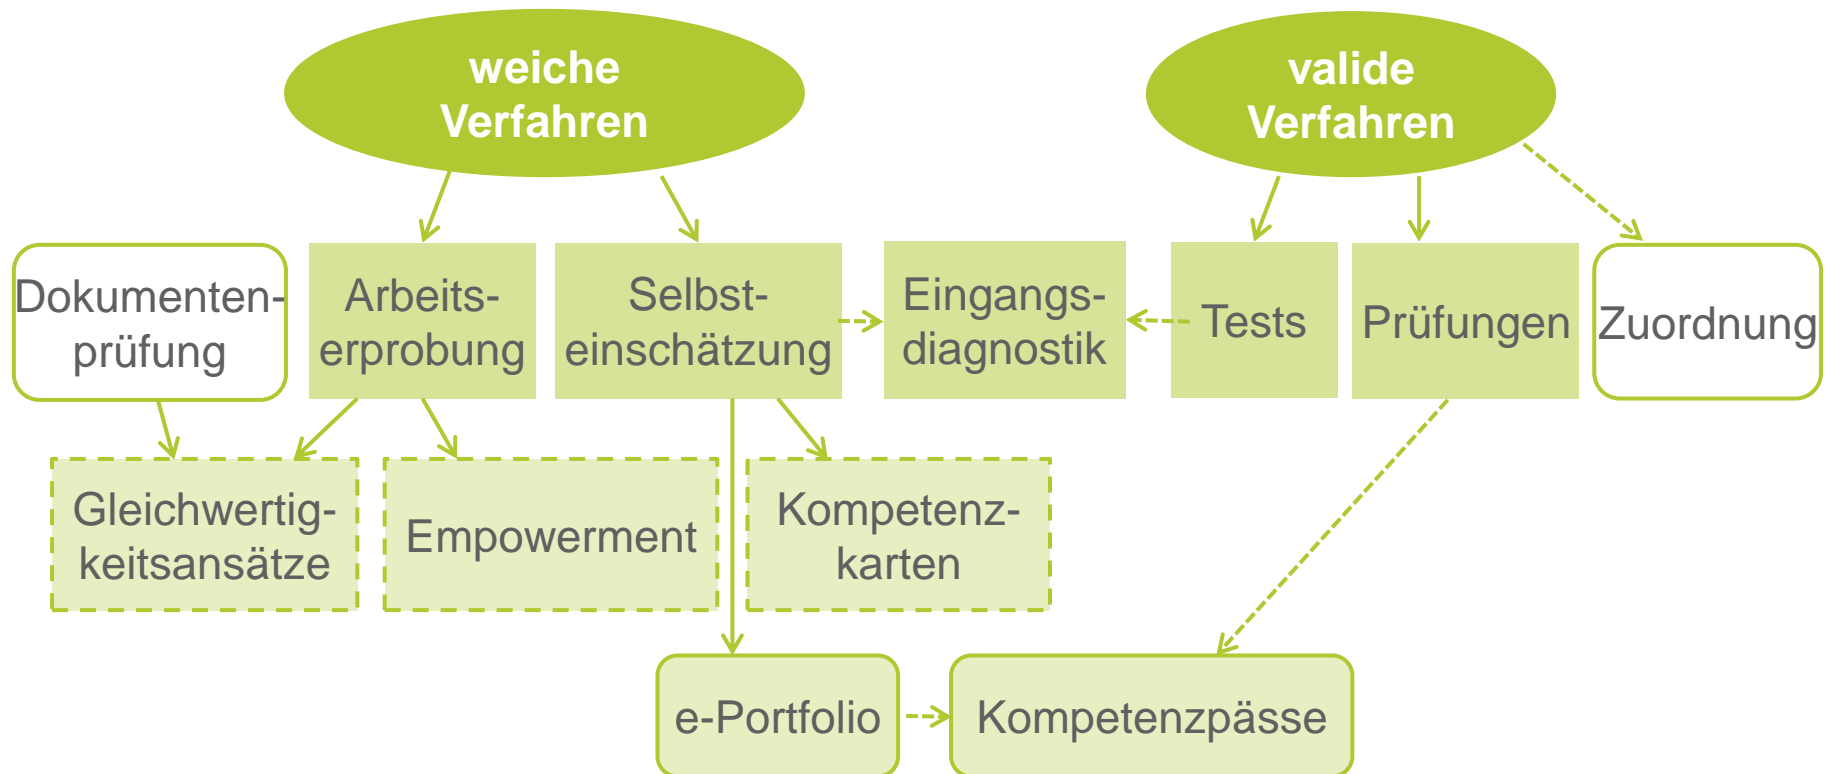 weiche
Verfahren
valide
Verfahren
Dokumenten-
prüfung
Arbeits-
erprobung
Selbst-
einschätzung
Eingangs-
diagnostik
Tests
Prüfungen
Zuordnung
Gleichwertig-
keitsansätze
Empowerment
Kompetenz-
karten
e-Portfolio
Kompetenzpässe